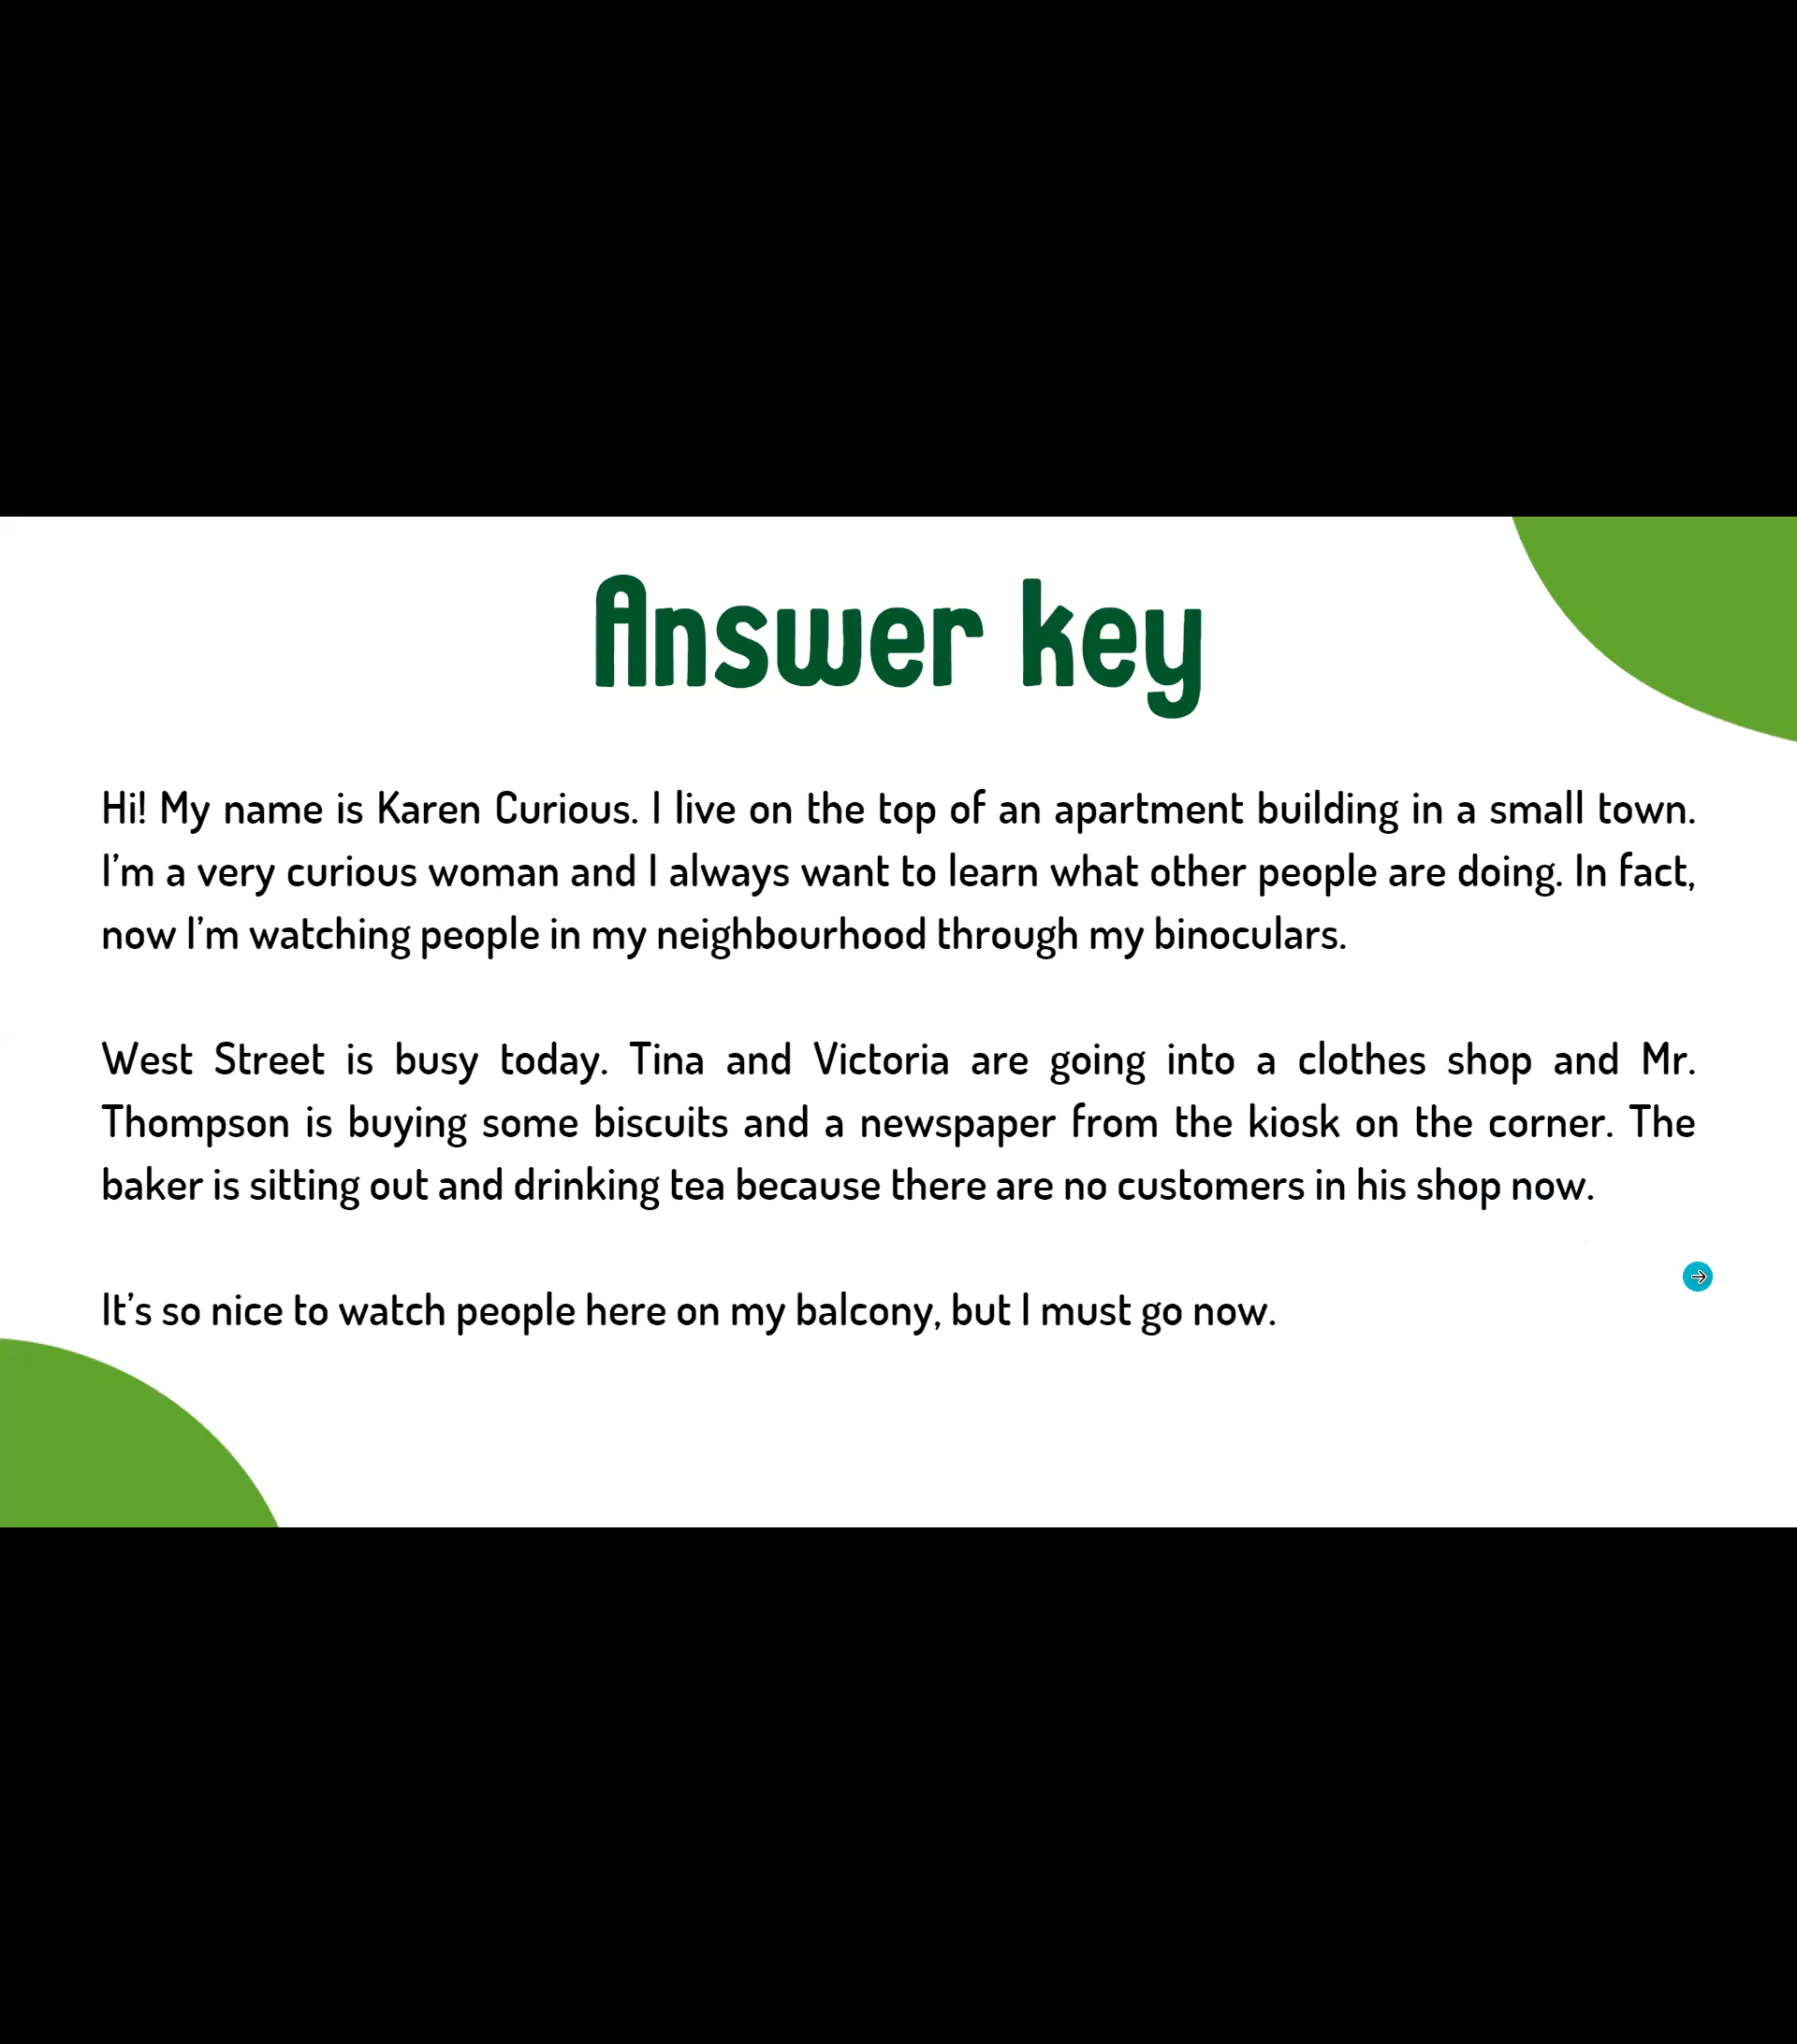 Answer key
Hi! My name is Karen Curious. I live on the top of an apartment building in a small town.
I'm a very curious woman and I always want to learn what other people are doing. In fact,
now I'm watching people in my neighbourhood through my binoculars.
West Street is busy today. Tina and Victoria are going into a clothes shop and Mr.
Thompson is buying some biscuits and a newspaper from the kiosk on the corner. The
baker is sitting out and drinking tea because there are no customers in his shop now.
It's so nice to watch people here on my balcony, but I must go now.